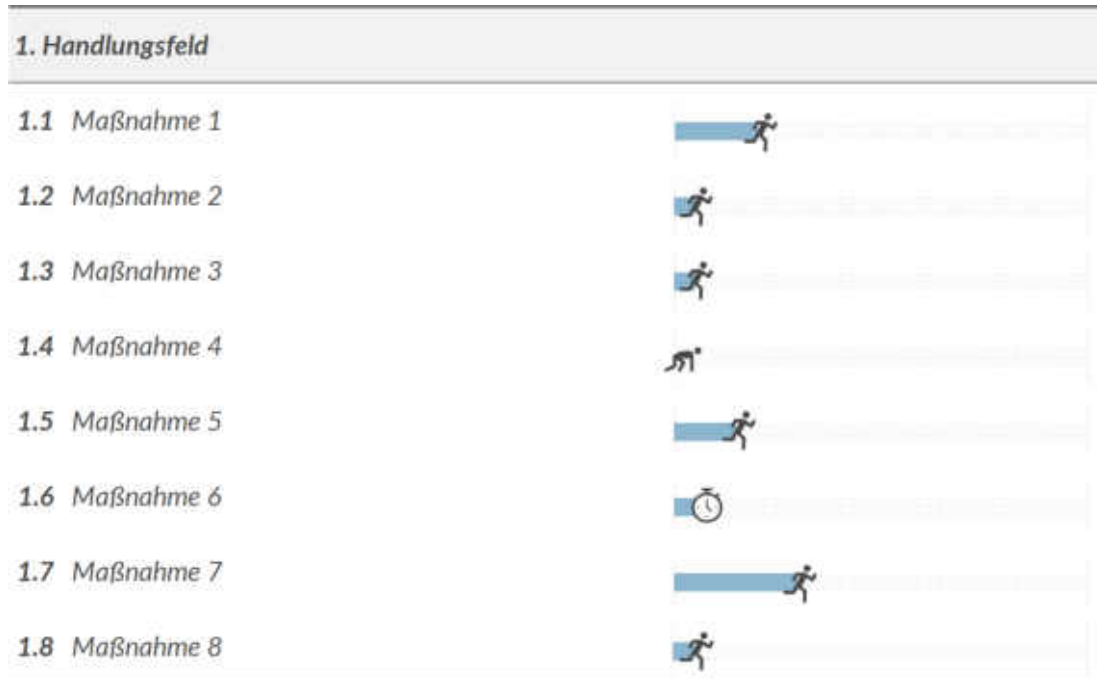 1. Handlungsfeld
1.1 Maßnahme 1
1.2 Maßnahme 2
1.3 Maßnahme 3
1.4 Maßnahme 4
1.5 Maßnahme 5
1.6 Maßnahme 6
1.7 Maßnahme 7
1.8 Maßnahme 8